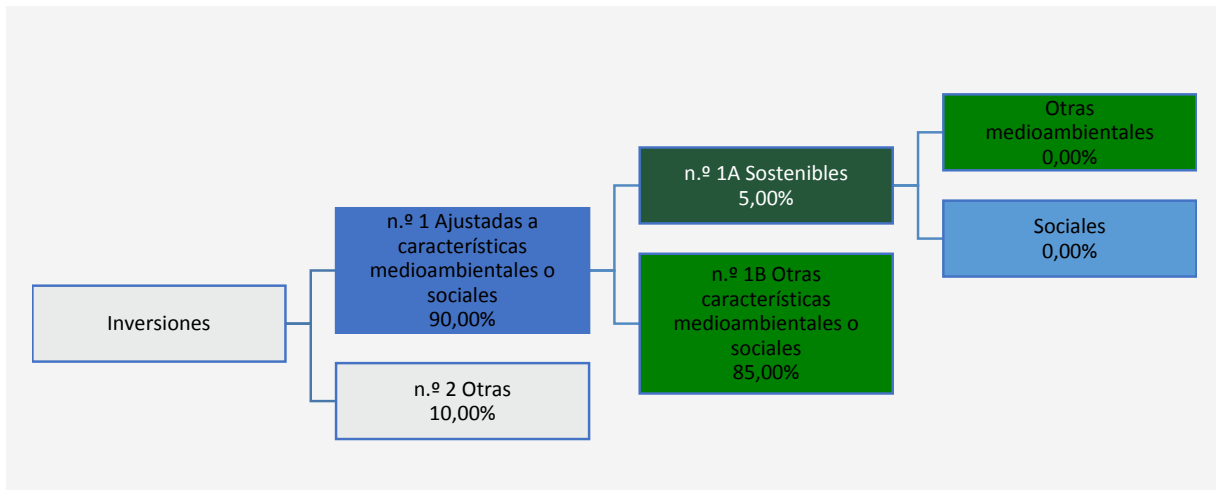 Inversiones
n.º 1 Ajustadas a
características
medioambientales o
sociales
90,00%
n.º 2 Otras
10,00%
n.º 1A Sostenibles
5,00%
n.º 1B Otras
características
medioambientales o
sociales
85,00%
Otras
medioambientales
0,00%
Sociales
0,00%